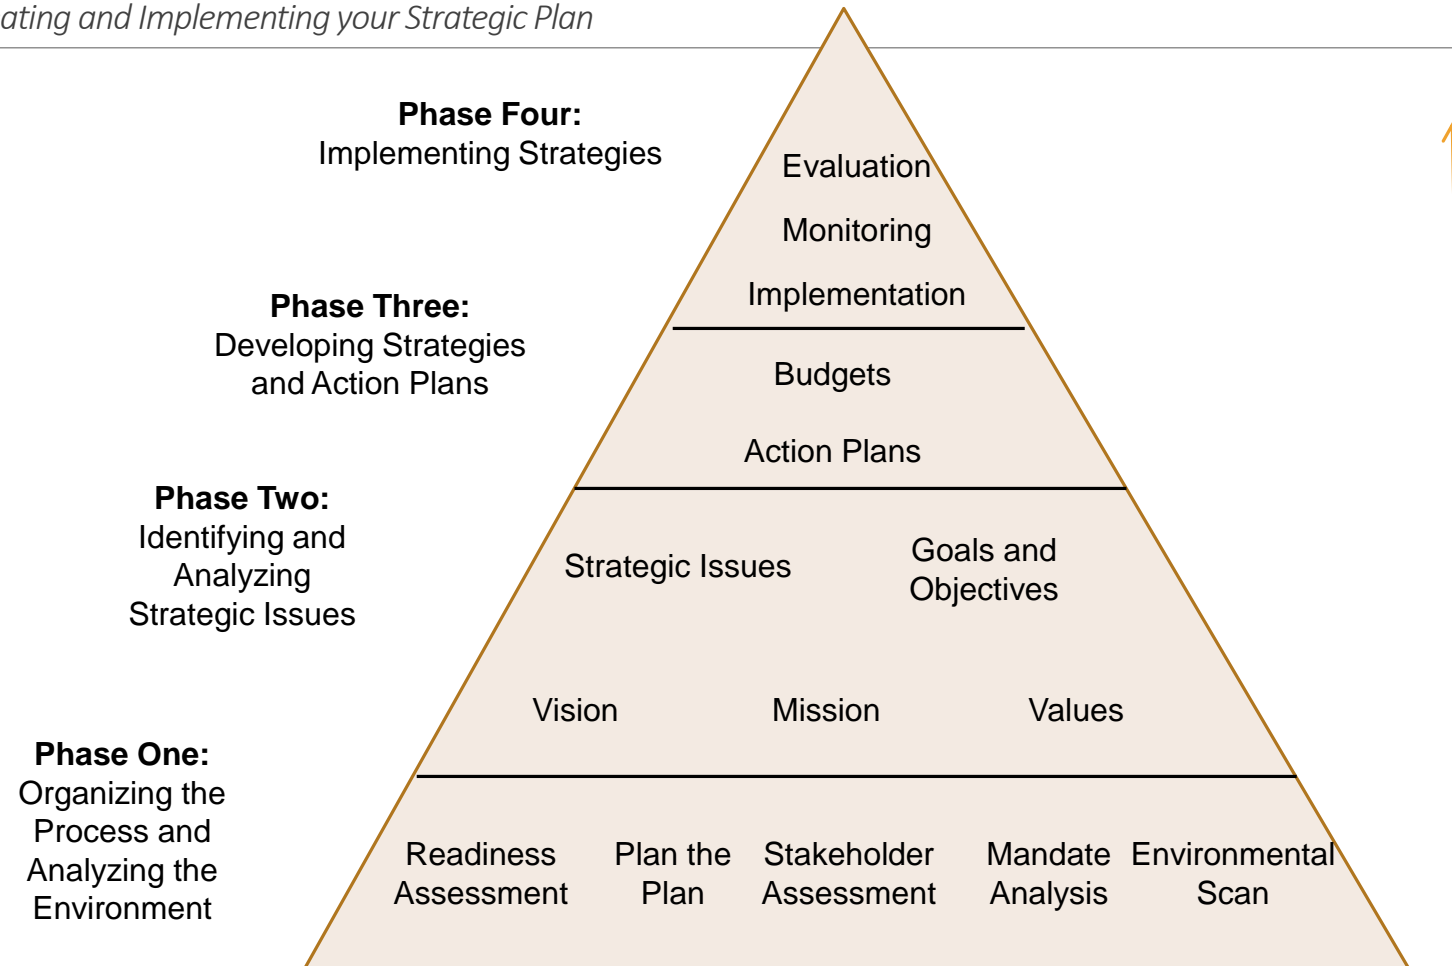 ating and Implementing your Strategic Plan
Phase Four:
Implementing Strategies
Evaluation
Monitoring
Implementation
Phase Three:
Developing Strategies
and Action Plans
Budgets
Action Plans
Phase Two:
Identifying and
Analyzing
Strategic Issues
Strategic Issues
Goals and
Objectives
Vision Mission Values
Phase One:
Organizing the
Process and
Analyzing the
Environment
Readiness
Assessment
Plan the
Plan
Stakeholder
Assessment
Mandate
Analysis
Environmental
Scan